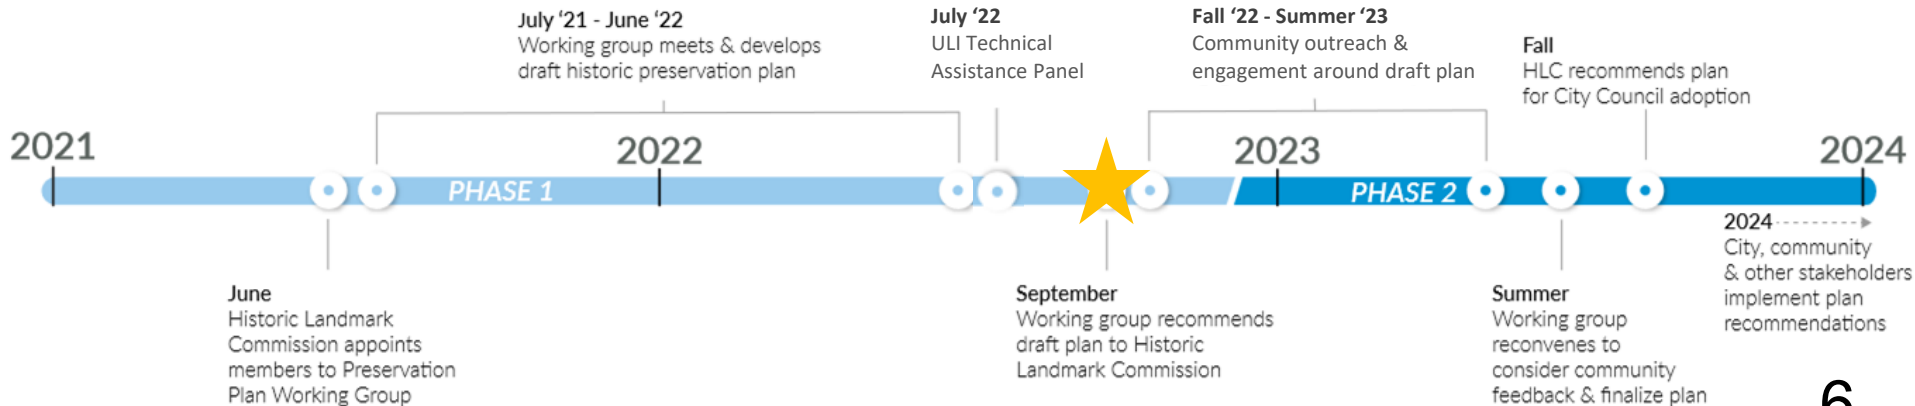 July ‘21 - June ‘22
Working group meets & develops
draft historic preservation plan
July ‘22
ULI Technical
Assistance Panel
Fall ‘22 - Summer ‘23
Community outreach &
engagement around draft plan
Fall
HLC recommends plan
for City Council adoption
2021
2022
2023
2024
PHASE 1
PHASE 2
June
Historic Landmark
Commission appoints
members to Preservation
Plan Working Group
September
Working group recommends
draft plan to Historic
Landmark Commission
Summer
Working group
reconvenes to
consider community
feedback & finalize plan
2024
City, community
& other stakeholders
implement plan
recommendations
6